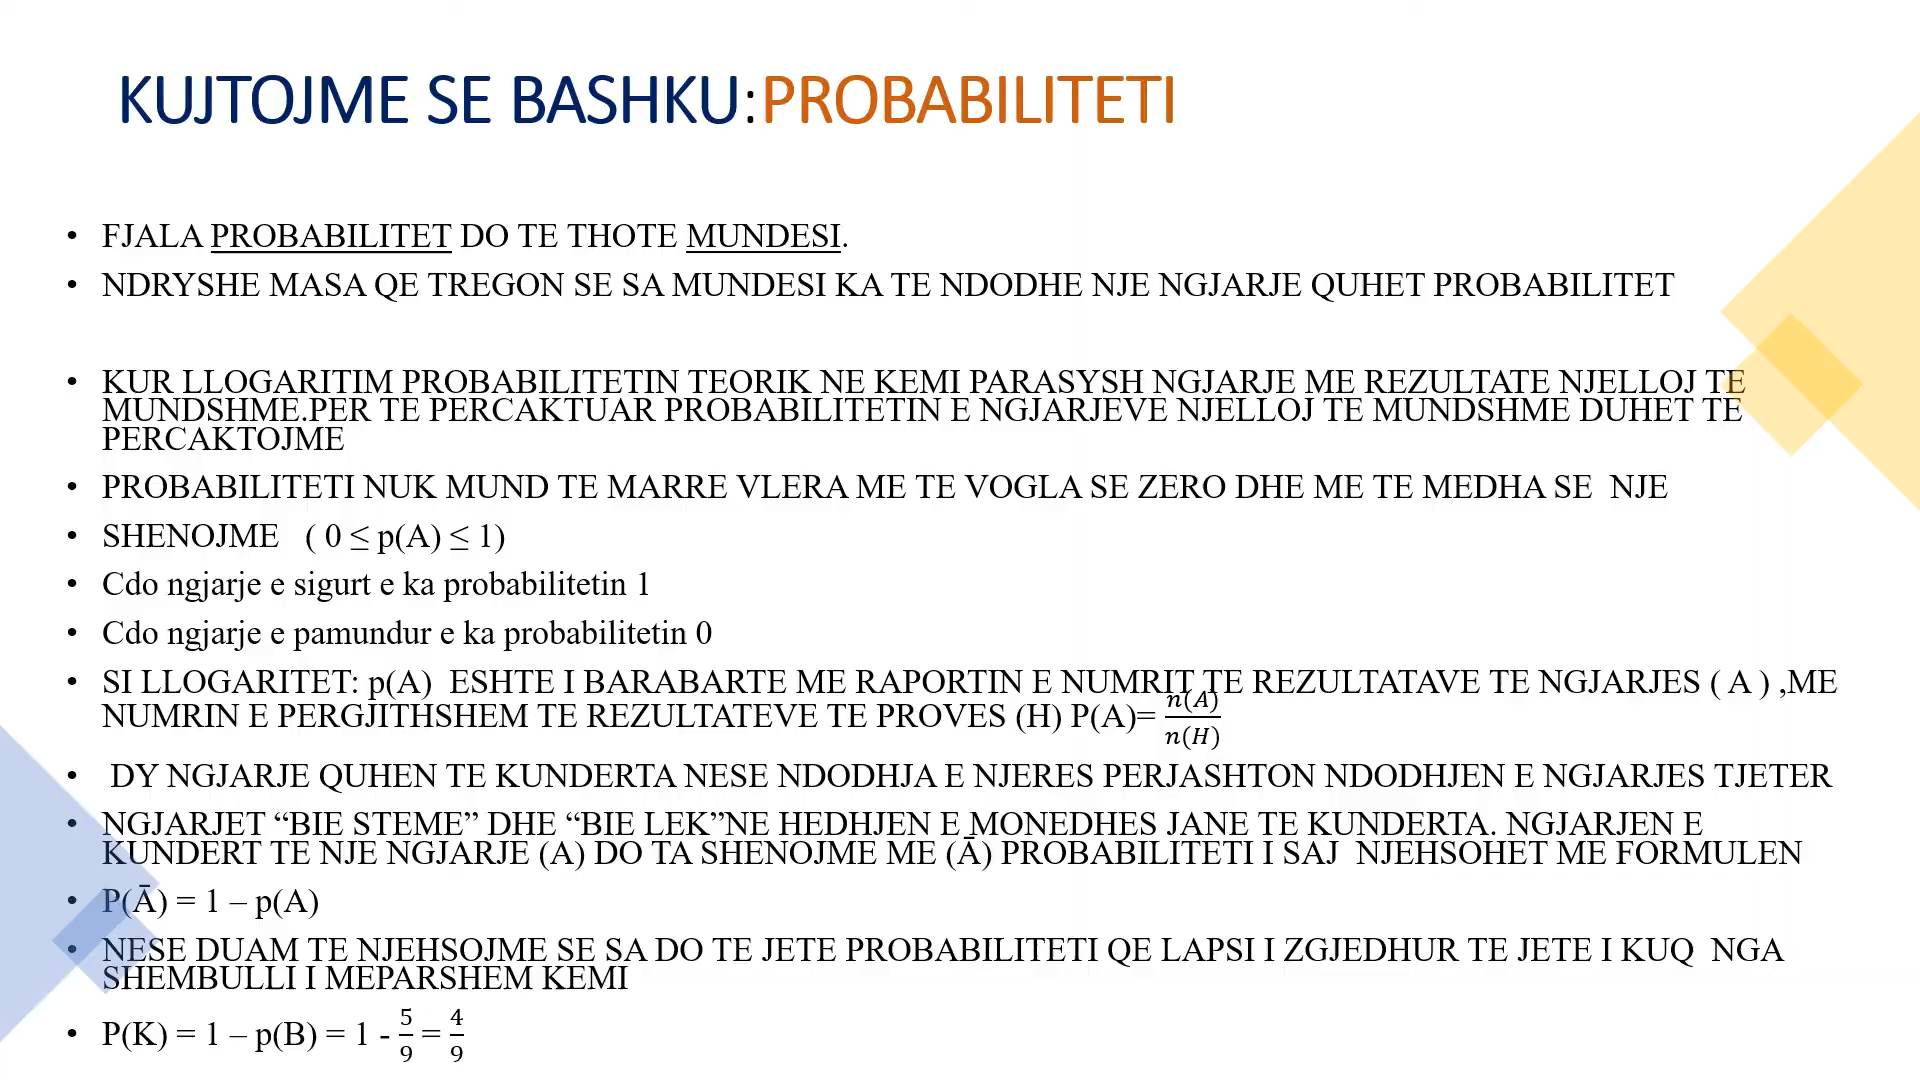 KUJTOJME SE BASHKU:PROBABILITETI
• FJALA PROBABILITET DO TE THOTE MUNDESI.
• NDRYSHE MASA QE TREGON SE SA MUNDESI KA TE NDODHE NJE NGJARJE QUHET PROBABILITET
• KUR LLOGARITIM PROBABILITETIN TEORIK NE KEMI PARASYSH NGJARJE ME REZULTATE NJELLOJ TE
MUNDSHME.PER TE PERCAKTUAR PROBABILITETIN E NGJARJEVE NJELLOJ TE MUNDSHME DUHET TE
PERCAKTOJME
• PROBABILITETI NUK MUND TE MARRE VLERA ME TE VOGLA SE ZERO DHE ME TE MEDHA SE NJE
• SHENOJME ( 0 ≤ p(A) ≤ 1)
• Cdo ngjarje e sigurt e ka probabilitetin 1
• Cdo ngjarje e pamundur e ka probabilitetin 0
• SI LLOGARITET: p(A) ESHTE I BARABARTE ME RAPORTIN E NUMRIT TE REZULTATAVE TE NGJARJES ( A ) ,ME
NUMRIN E PERGJITHSHEM TE REZULTATEVE TE PROVES (H) P(A)= n(A)/n(H)
• DY NGJARJE QUHEN TE KUNDERTA NESE NDODHJA E NJERES PERJASHTON NDODHJEN E NGJARJES TJETER
• NGJARJET “BIE STEME” DHE “BIE LEK”NE HEDHJEN E MONEDHES JANE TE KUNDERTA. NGJARJEN E
KUNDERT TE NJE NGJARJE (A) DO TA SHENOJME ME (Ā) PROBABILITETI I SAJ NJEHSOHET ME FORMULEN
• P(Ā) = 1 – p(A)
• NESE DUAM TE NJEHSOJME SE SA DO TE JETE PROBABILITETI QE LAPSI I ZGJEDHUR TE JETE I KUQ NGA
SHEMBULLI I MEPARSHEM KEMI
• P(K) = 1 – p(B) = 1 - 5/9 = 4/9